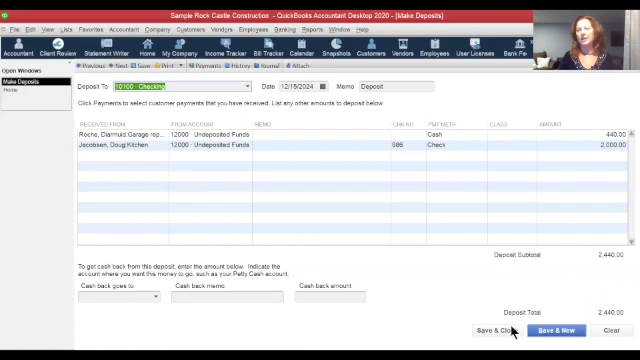 Sample Rock Castle Construction - QuickBooks Accountant Desktop 2020 - [Make Deposits]
File Edit View Lists Favorites Accountant Company Customers Vendors Employees Banking Reports Window Help
Accountant Client Review Statement Writer Home My Company Income Tracker Bill Tracker Calendar Snapshots Customers Vendors Employees User Licenses Bank Fe
Open Windows
Make Deposits
Home
Previous Next Save Print Payments History Journal Attach
Deposit To 10100 · Checking Date 12/15/2024 Memo Deposit
Click Payments to select customer payments that you have received. List any other amounts to deposit below.
RECEIVED FROM FROM ACCOUNT MEMO CHK NO. PMT METH. CLASS AMOUNT
Roche, Diarmuid:Garage rep... 12000 · Undeposited Funds Cash 440.00
Jacobsen, Doug:Kitchen 12000 · Undeposited Funds 986 Check 2,000.00
Deposit Subtotal 2,440.00
To get cash back from this deposit, enter the amount below. Indicate
the account where you want this money to go, such as your Petty Cash account.
Cash back goes to Cash back memo Cash back amount
Deposit Total 2,440.00
Save & Clo Save & New Clear